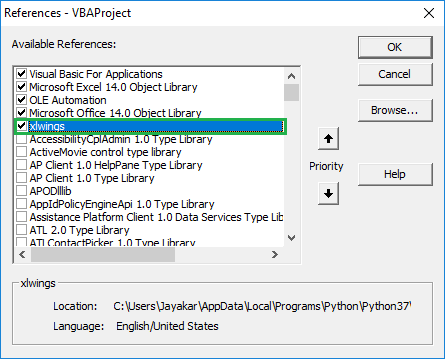 References - VBAProject
Available References:
OK
Visual Basic For Applications
Microsoft Excel 14.0 Object Library
OLE Automation
Microsoft Office 14.0 Object Library
xlwings
AccessibilityCplAdmin 1.0 Type Library
ActiveMovie control type library
AP Client 1.0 HelpPane Type Library
AP Client 1.0 Type Library
APODllib
AppIdPolicyEngineApi 1.0 Type Library
Assistance Platform Client 1.0 Data Services Type Lib
ATL 2.0 Type Library
ATLContactPicker 1.0 Type Library
Cancel
Browse...
Priority
Help
xlwings
Location: C:\Users\Jayakar\AppData\Local\Programs\Python\Python37\
Language: English/United States